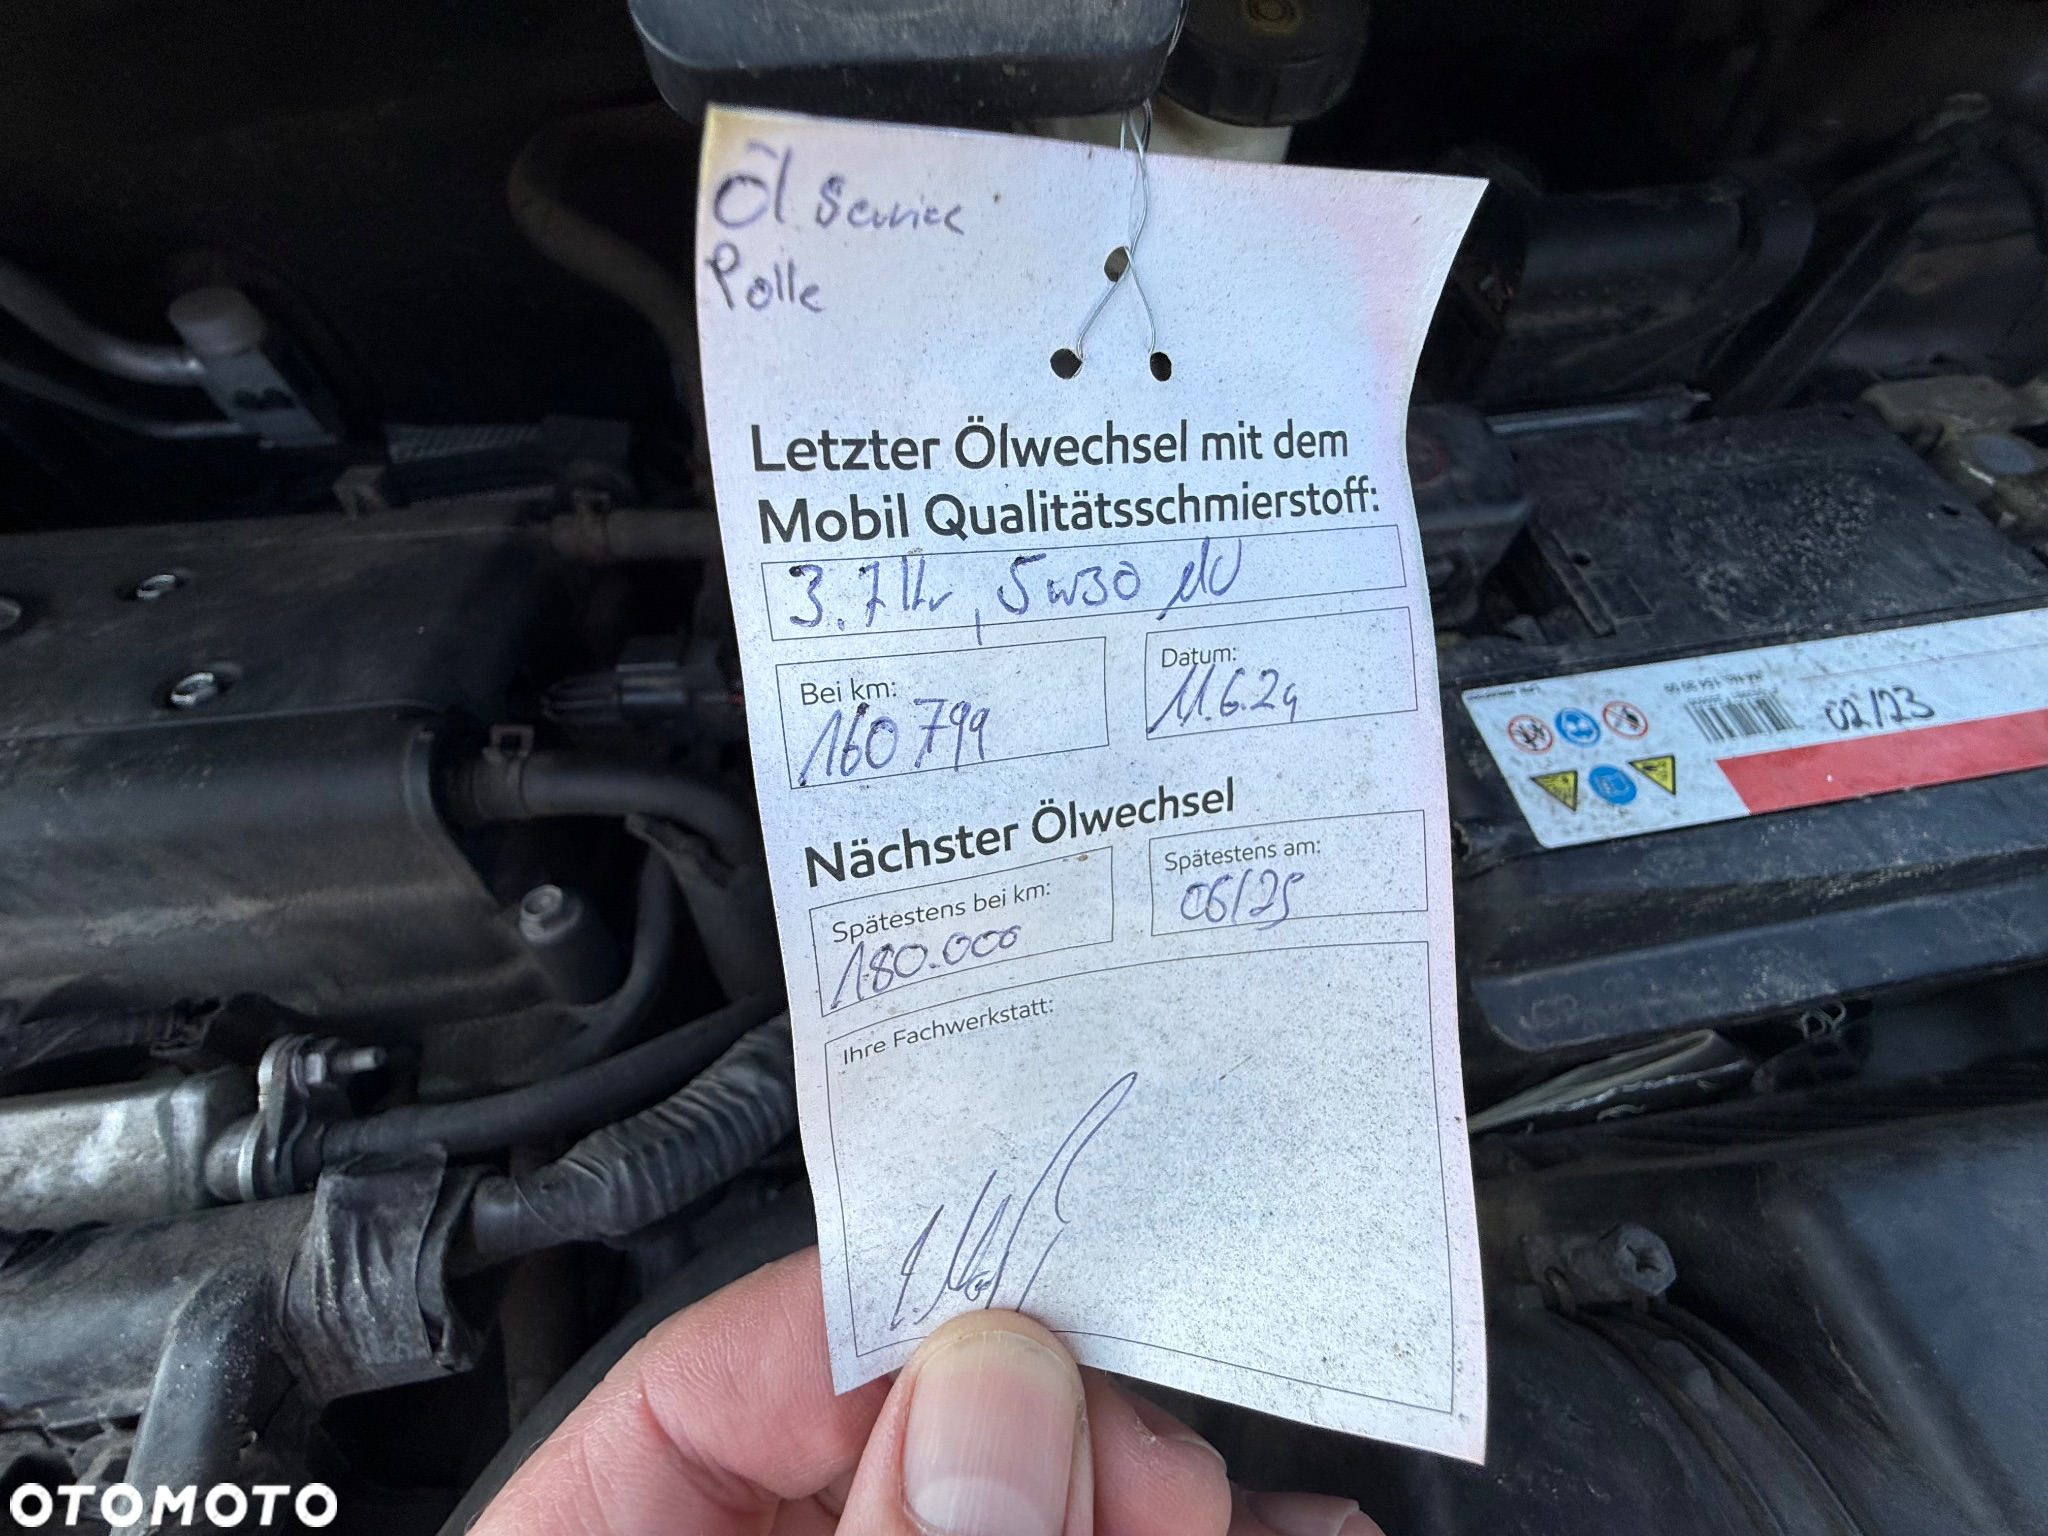 Öl Service
Polle
Letzter Ölwechsel mit dem
Mobil Qualitätsschmierstoff:
3.7 ltr, 5W30
Bei km:
160 799
Datum:
11.6.24
Nächster Ölwechsel
Spätestens bei km:
180.000
Spätestens am:
06/25
Ihre Fachwerkstatt:
02/23
OTOMOTO